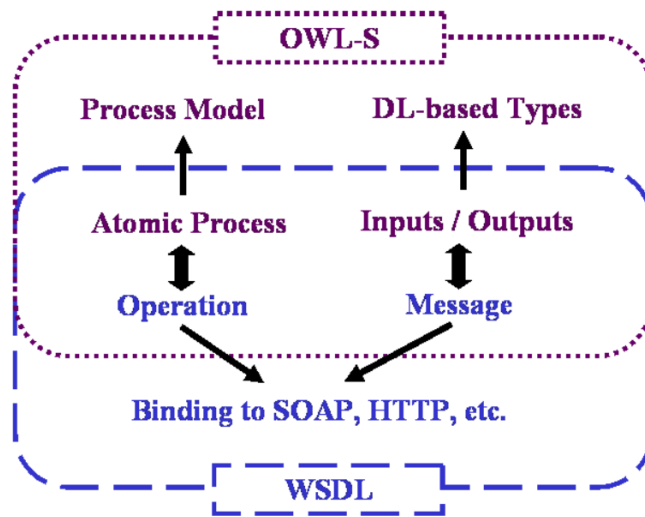 OWL-S
Process Model
DL-based Types
Atomic Process
Inputs / Outputs
Operation
Message
Binding to SOAP, HTTP, etc.
WSDL